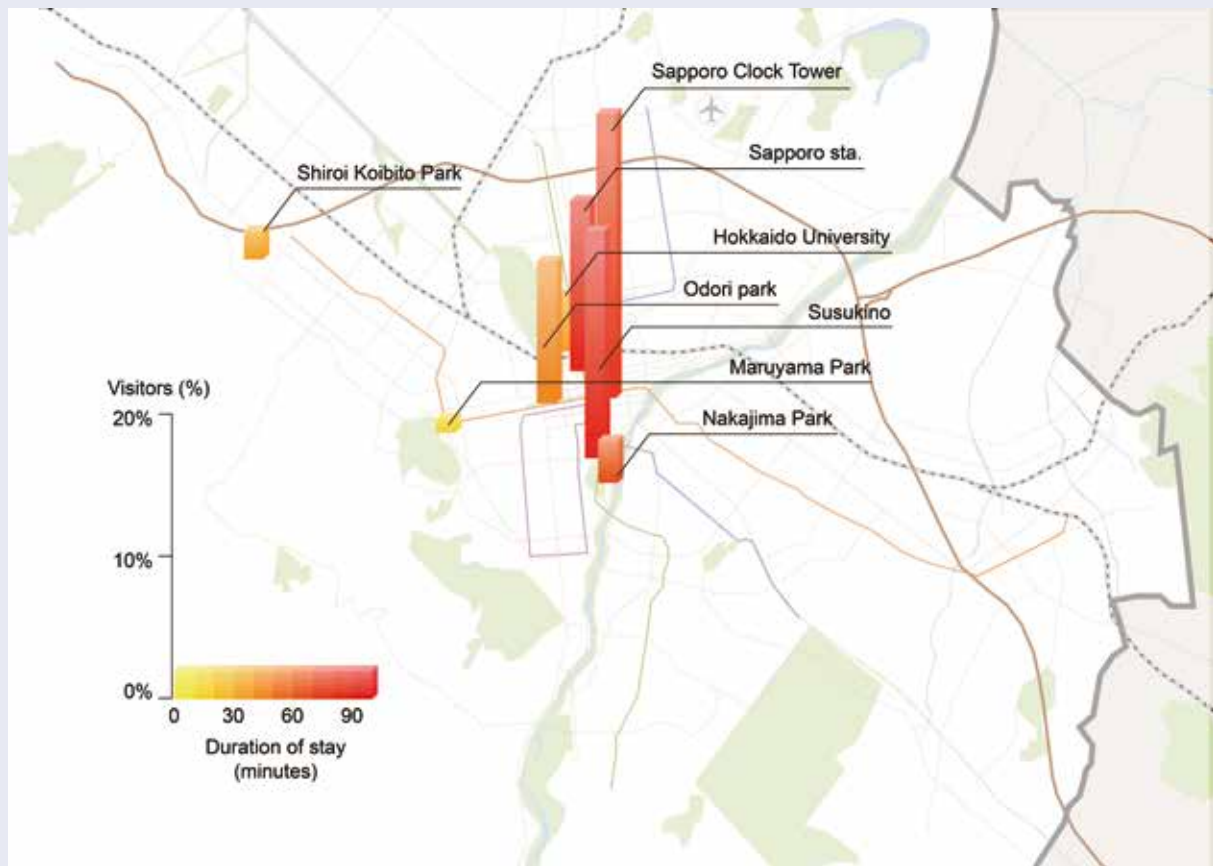 Sapporo Clock Tower
Sapporo sta.
Shiroi Koibito Park
Hokkaido University
Odori park
Susukino
Maruyama Park
Nakajima Park
Visitors (%)
20%
10%
0%
0 30 60 90
Duration of stay
(minutes)